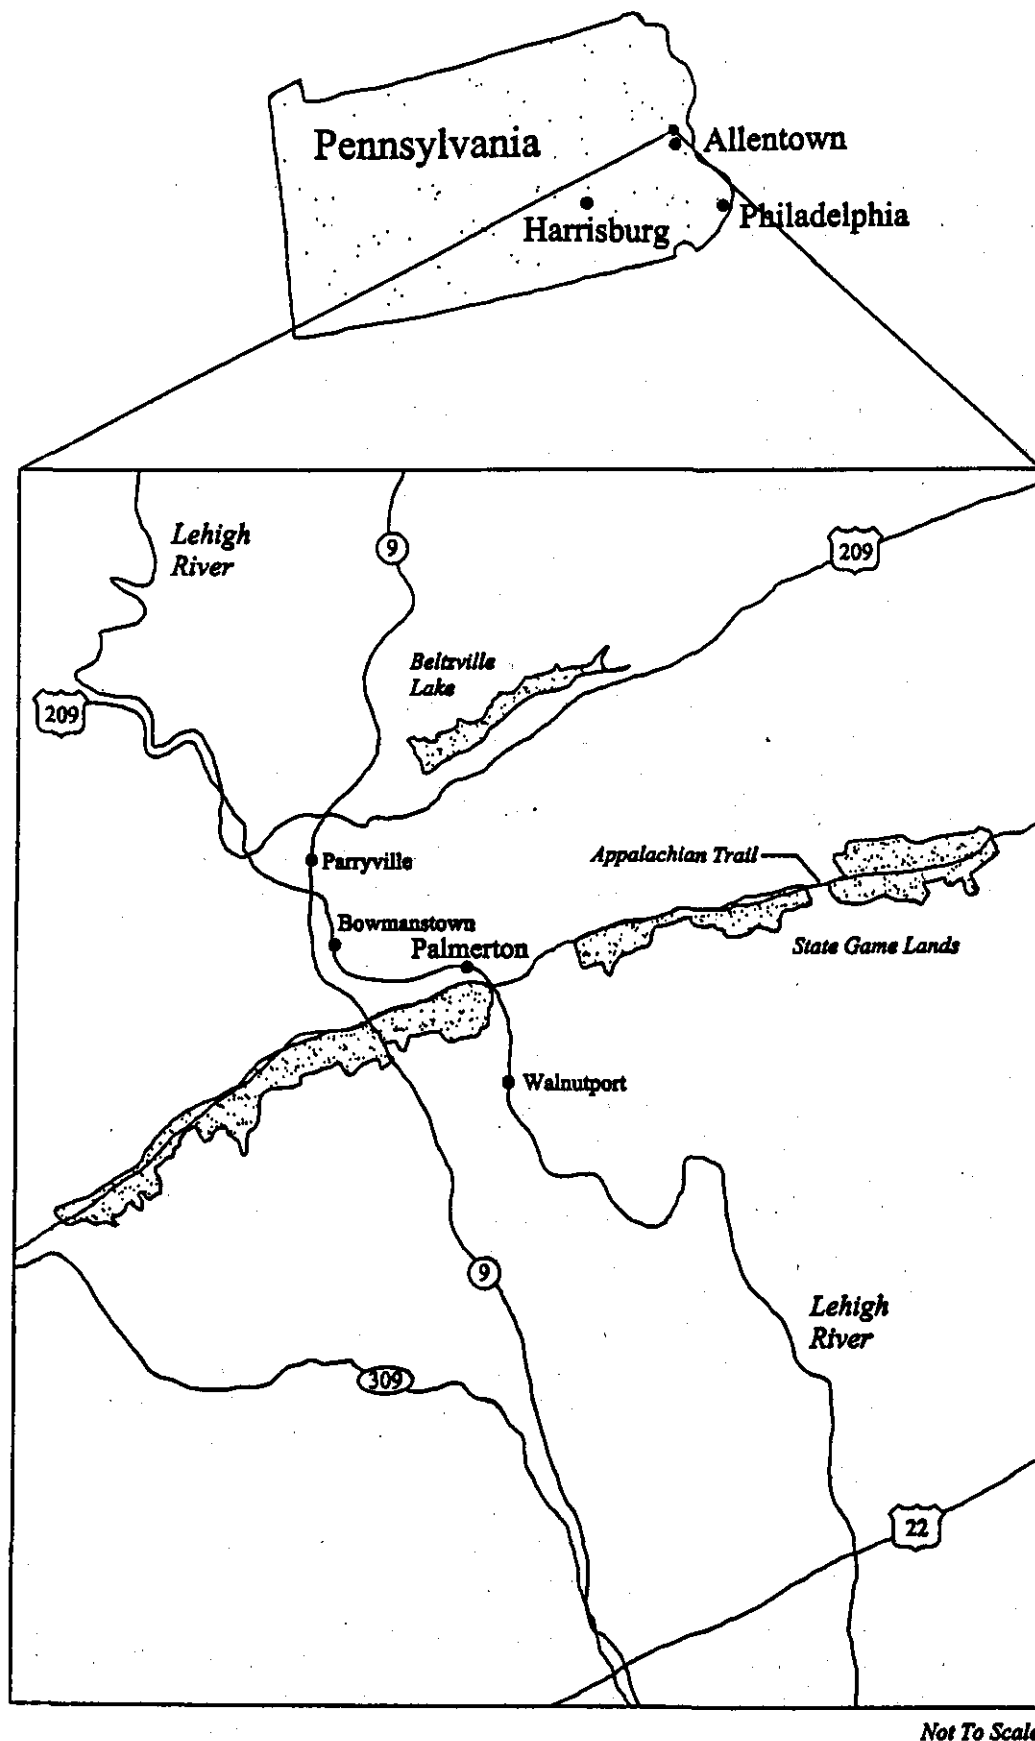 Pennsylvania
Allentown
Harrisburg
Philadelphia
Lehigh
River
9
209
Beltzville
Lake
209
Parryville
Appalachian Trail
Bowmanstown
Palmerton
State Game Lands
Walnutport
9
Lehigh
River
309
22
Not To Scale